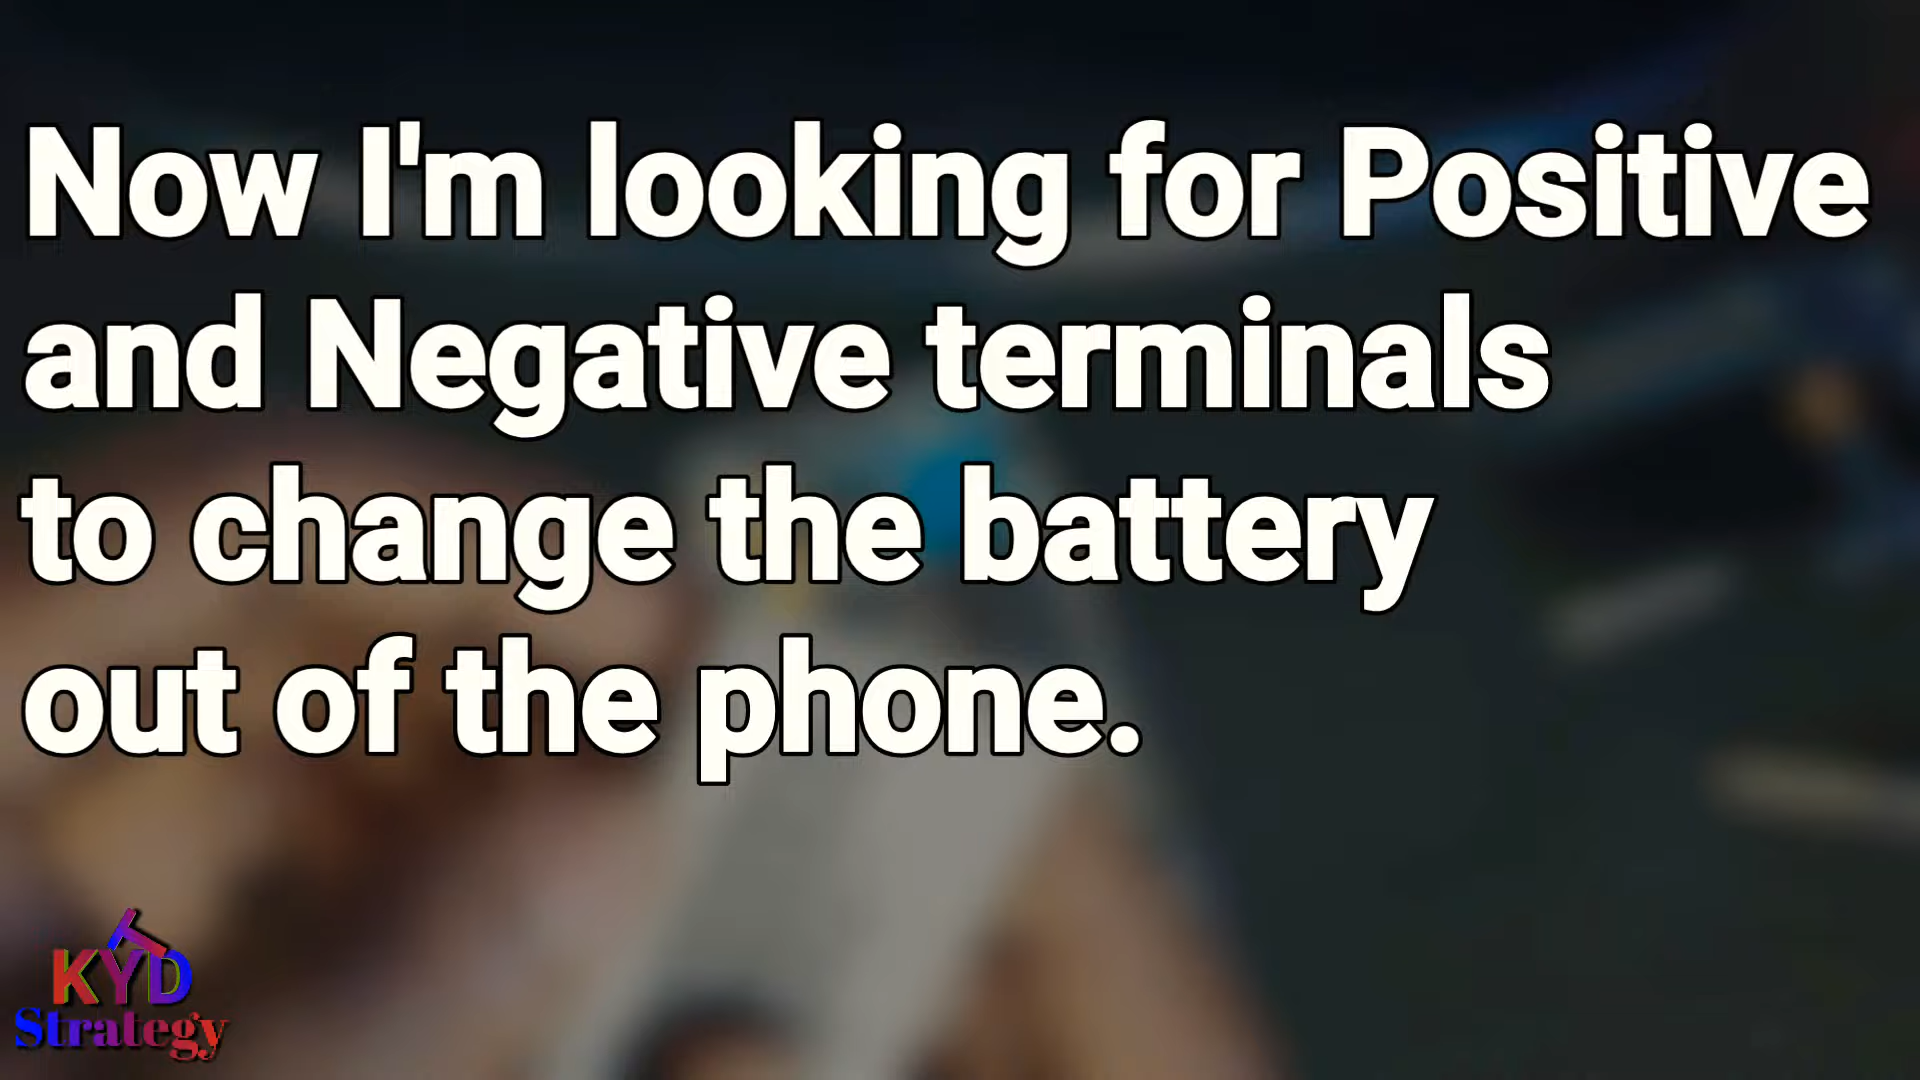 Now I'm looking for Positive
and Negative terminals
to change the battery
out of the phone.
KYD
Strategy